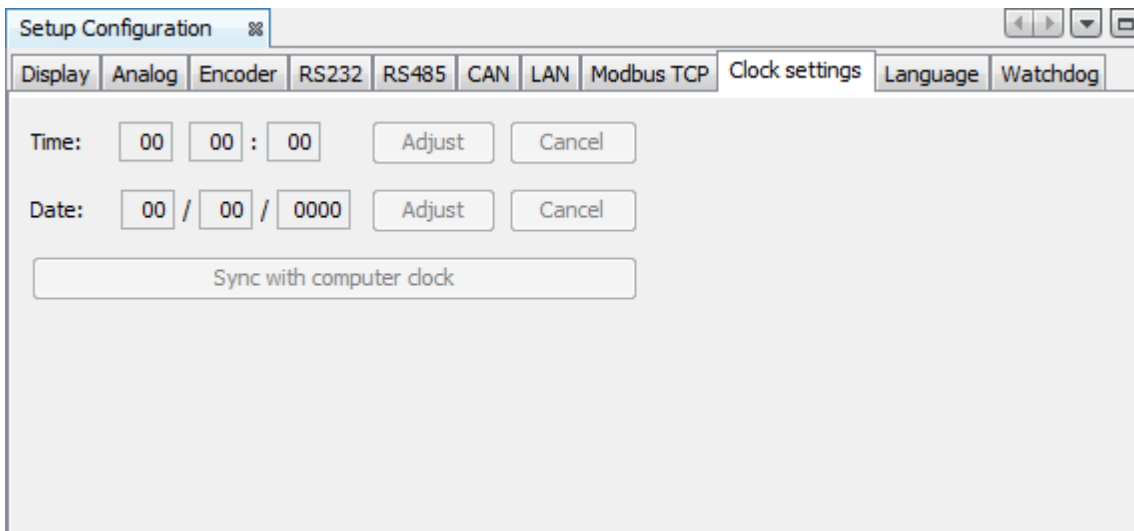 Setup Configuration
Display Analog Encoder RS232 RS485 CAN LAN Modbus TCP Clock settings Language Watchdog
Time: 00 00 : 00 Adjust Cancel
Date: 00 / 00 / 0000 Adjust Cancel
Sync with computer clock